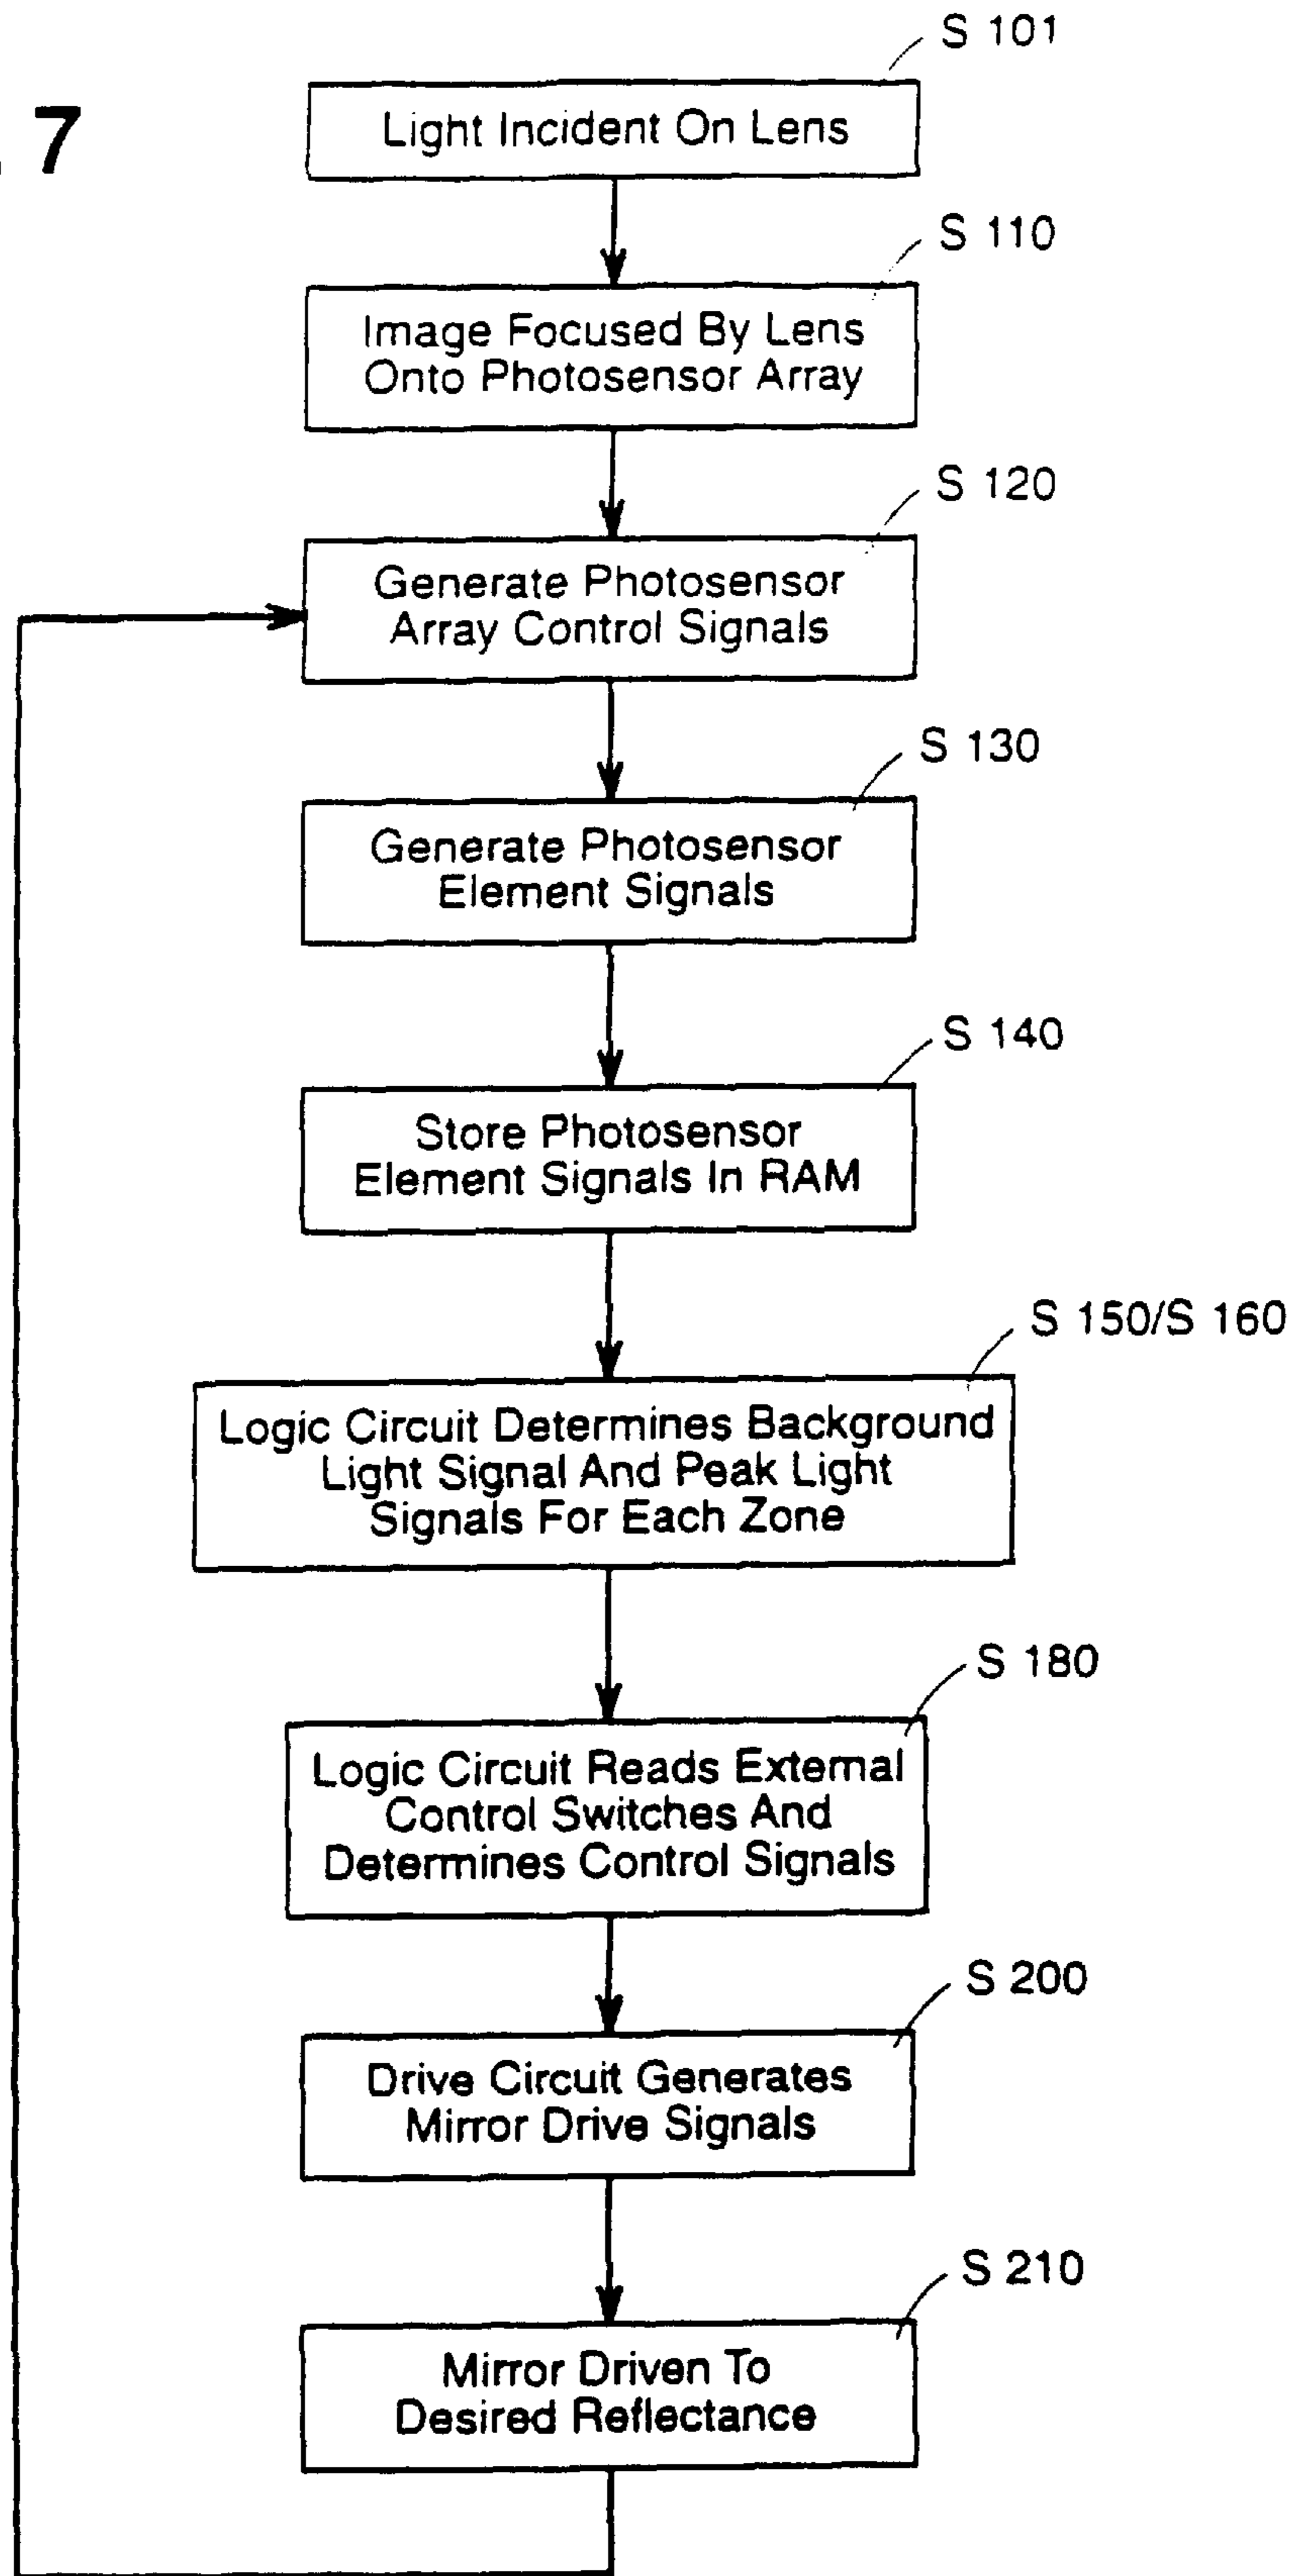 . 7
S 101
Light Incident On Lens
S 110
Image Focused By Lens
Onto Photosensor Array
S 120
Generate Photosensor
Array Control Signals
S 130
Generate Photosensor
Element Signals
S 140
Store Photosensor
Element Signals In RAM
S 150/S 160
Logic Circuit Determines Background
Light Signal And Peak Light
Signals For Each Zone
S 180
Logic Circuit Reads External
Control Switches And
Determines Control Signals
S 200
Drive Circuit Generates
Mirror Drive Signals
S 210
Mirror Driven To
Desired Reflectance